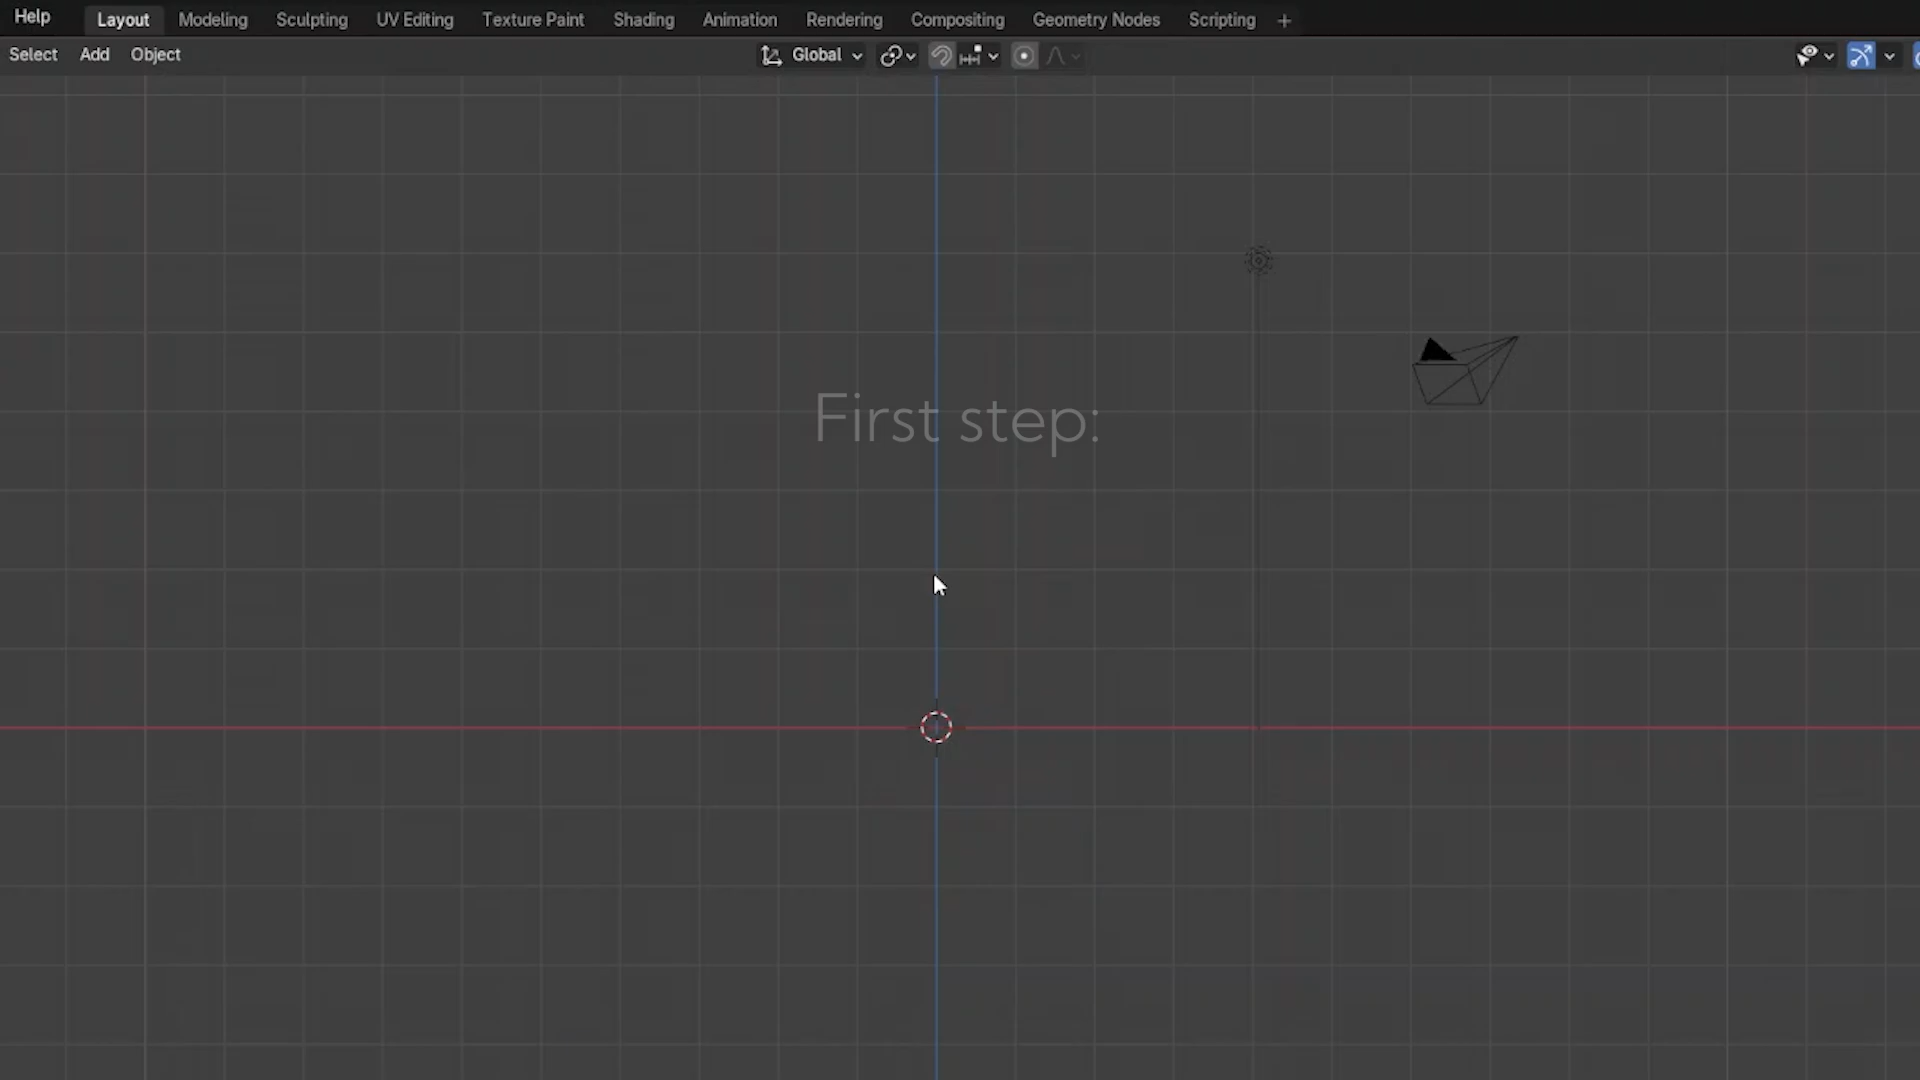 Help Layout Modeling Sculpting UV Editing Texture Paint Shading Animation Rendering Compositing Geometry Nodes Scripting +
Select Add Object Global
First step: